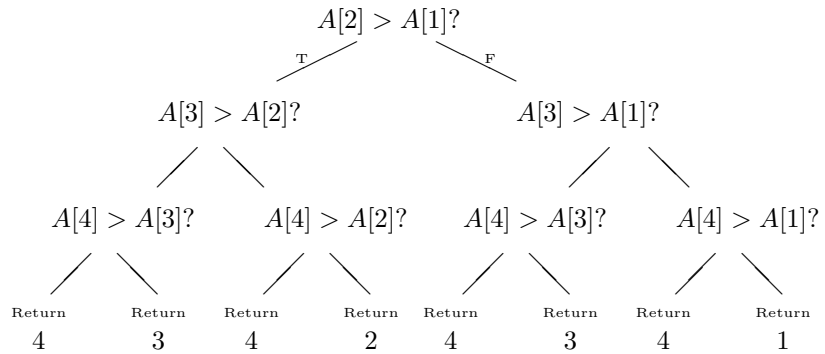 A[2] > A[1]?
T F
A[3] > A[2]? A[3] > A[1]?
A[4] > A[3]? A[4] > A[2]? A[4] > A[3]? A[4] > A[1]?
Return Return Return Return Return Return Return Return
4 3 4 2 4 3 4 1